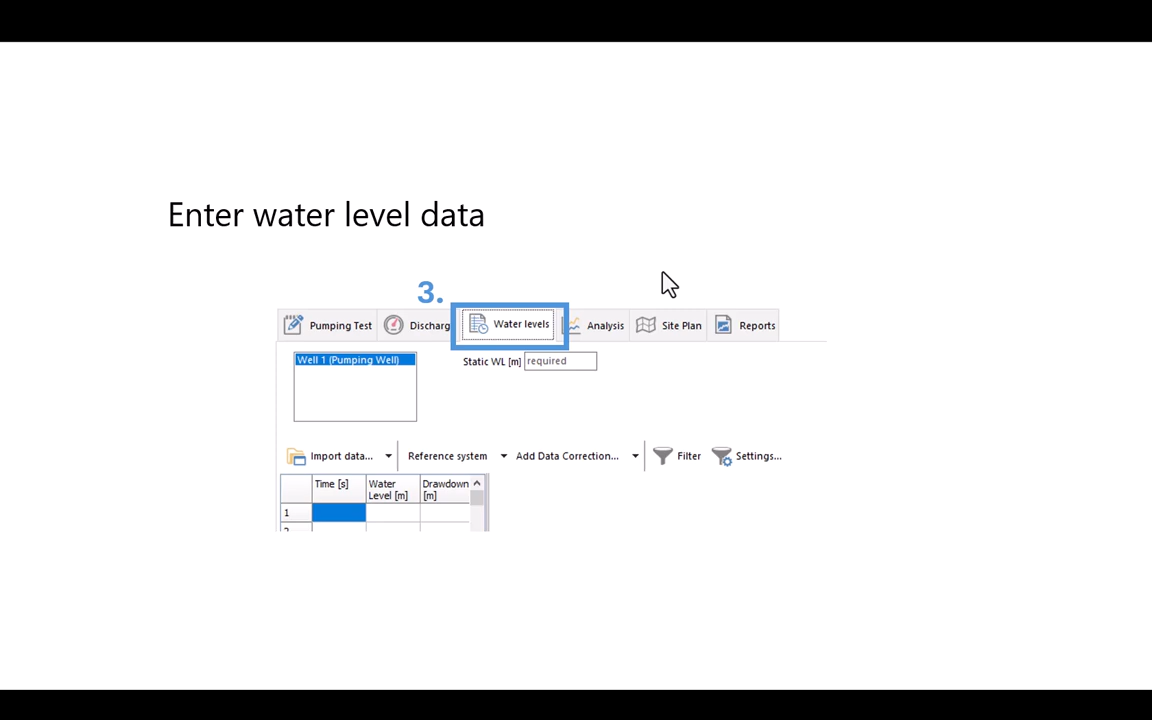 Enter water level data
3.
Pumping Test Discharg Water levels Analysis Site Plan Reports
Well 1 (Pumping Well)
Static WL [m] required
Import data... Reference system Add Data Correction... Filter Settings...
Time [s] Water Level [m] Drawdown [m]
1